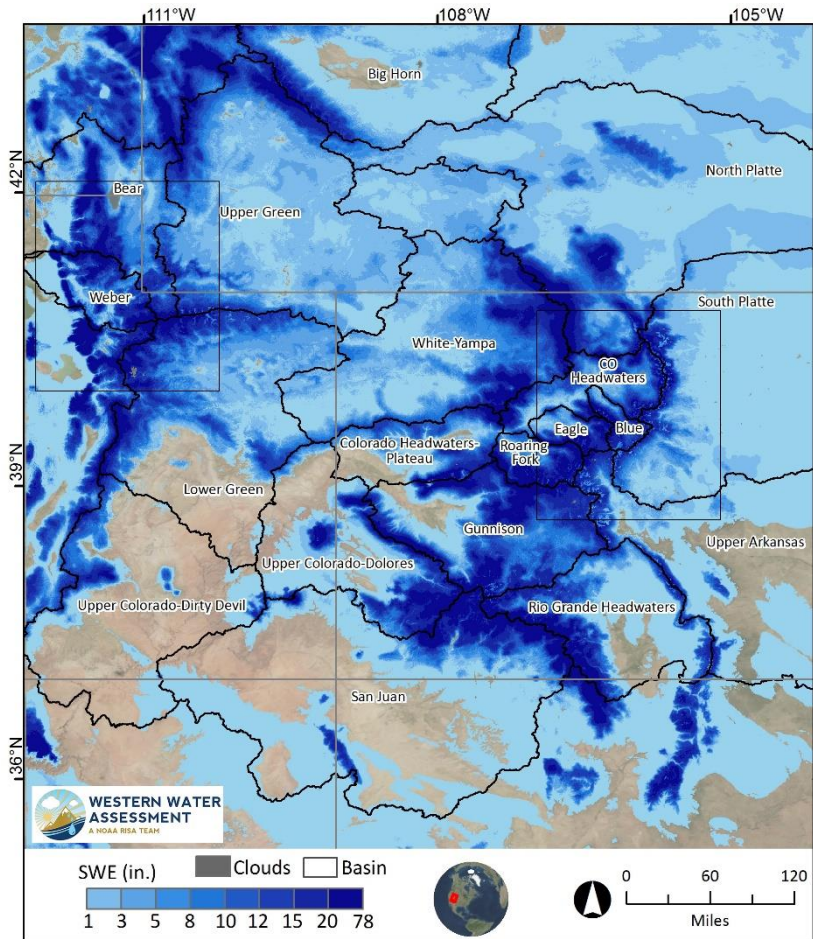 111°W 108°W 105°W
Big Horn
42°N
North Platte
Bear
Upper Green
Weber
South Platte
White-Yampa
CO
Headwaters
Eagle
Blue
Colorado Headwaters-
Plateau
Roaring
Fork
39°N
Lower Green
Gunnison
Upper Arkansas
Upper Colorado-Dolores
Upper Colorado-Dirty Devil
Rio Grande Headwaters
San Juan
36°N
WESTERN WATER
ASSESSMENT
A NOAA RISA TEAM
SWE (in.) Clouds Basin
1 3 5 8 10 12 15 20 78
0 60 120
Miles